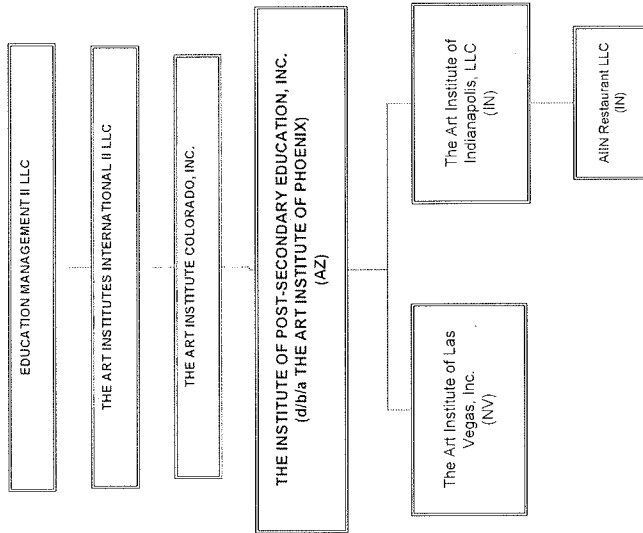 EDUCATION MANAGEMENT II LLC
THE ART INSTITUTES INTERNATIONAL II LLC
THE ART INSTITUTE COLORADO, INC.
THE INSTITUTE OF POST-SECONDARY EDUCATION, INC.
(d/b/a THE ART INSTITUTE OF PHOENIX)
(AZ)
The Art Institute of Las
Vegas, Inc.
(NV)
The Art Institute of
Indianapolis, LLC
(IN)
AIIN Restaurant LLC
(IN)